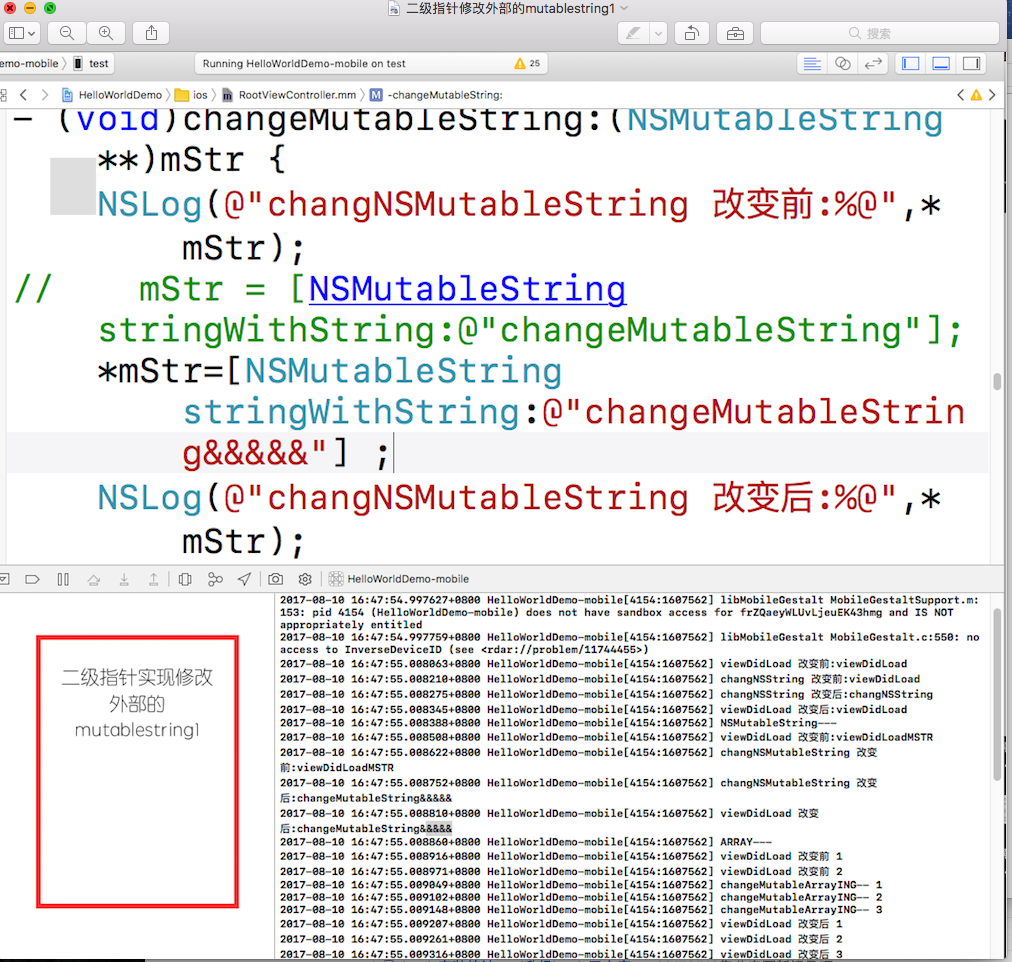 二级指针修改外部的mutablestring1
搜索
emo-mobile 〉 test
Running HelloWorldDemo-mobile on test
25
HelloWorldDemo 〉 ios 〉 RootViewController.mm 〉 M -changeMutableString:
- (void)changeMutableString:(NSMutableString
**)mStr {
NSLog(@"changNSMutableString 改变前:%@",*
mStr);
// mStr = [NSMutableString
stringWithString:@"changeMutableString"];
*mStr=[NSMutableString
stringWithString:@"changeMutableStrin
g&&&&&"] ;
NSLog(@"changNSMutableString 改变后:%@",*
mStr);
HelloWorldDemo-mobile
二级指针实现修改
外部的
mutablestring1
2017-08-10 16:47:54.997627+0800 HelloWorldDemo-mobile[4154:1607562] libMobileGestalt MobileGestaltSupport.m:
153: pid 4154 (HelloWorldDemo-mobile) does not have sandbox access for frZQaeyWLUvLjeuEK43hmg and IS NOT
appropriately entitled
2017-08-10 16:47:54.997759+0800 HelloWorldDemo-mobile[4154:1607562] libMobileGestalt MobileGestalt.c:550: no
access to InverseDeviceID (see <rdar://problem/11744455>)
2017-08-10 16:47:55.008063+0800 HelloWorldDemo-mobile[4154:1607562] viewDidLoad 改变前:viewDidLoad
2017-08-10 16:47:55.008210+0800 HelloWorldDemo-mobile[4154:1607562] changNSString 改变前:viewDidLoad
2017-08-10 16:47:55.008275+0800 HelloWorldDemo-mobile[4154:1607562] changNSString 改变后:changNSString
2017-08-10 16:47:55.008345+0800 HelloWorldDemo-mobile[4154:1607562] viewDidLoad 改变后:viewDidLoad
2017-08-10 16:47:55.008388+0800 HelloWorldDemo-mobile[4154:1607562] NSMutableString---
2017-08-10 16:47:55.008508+0800 HelloWorldDemo-mobile[4154:1607562] viewDidLoad 改变前:viewDidLoadMSTR
2017-08-10 16:47:55.008622+0800 HelloWorldDemo-mobile[4154:1607562] changNSMutableString 改变
前:viewDidLoadMSTR
2017-08-10 16:47:55.008752+0800 HelloWorldDemo-mobile[4154:1607562] changNSMutableString 改变
后:changeMutableString&&&&&
2017-08-10 16:47:55.008810+0800 HelloWorldDemo-mobile[4154:1607562] viewDidLoad 改变
后:changeMutableString&&&&&
2017-08-10 16:47:55.008860+0800 HelloWorldDemo-mobile[4154:1607562] ARRAY---
2017-08-10 16:47:55.008916+0800 HelloWorldDemo-mobile[4154:1607562] viewDidLoad 改变前 1
2017-08-10 16:47:55.008971+0800 HelloWorldDemo-mobile[4154:1607562] viewDidLoad 改变前 2
2017-08-10 16:47:55.009049+0800 HelloWorldDemo-mobile[4154:1607562] changeMutableArrayING-- 1
2017-08-10 16:47:55.009102+0800 HelloWorldDemo-mobile[4154:1607562] changeMutableArrayING-- 2
2017-08-10 16:47:55.009148+0800 HelloWorldDemo-mobile[4154:1607562] changeMutableArrayING-- 3
2017-08-10 16:47:55.009207+0800 HelloWorldDemo-mobile[4154:1607562] viewDidLoad 改变后 1
2017-08-10 16:47:55.009261+0800 HelloWorldDemo-mobile[4154:1607562] viewDidLoad 改变后 2
2017-08-10 16:47:55.009316+0800 HelloWorldDemo-mobile[4154:1607562] viewDidLoad 改变后 3